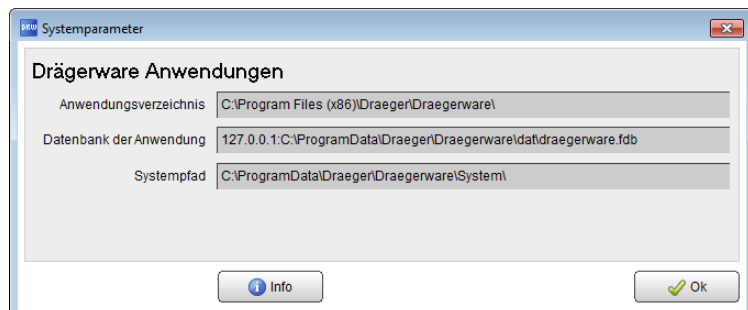 DRW Systemparameter
Drägerware Anwendungen
Anwendungsverzeichnis C:\Program Files (x86)\Draeger\Draegerware\
Datenbank der Anwendung 127.0.0.1:C:\ProgramData\Draeger\Draegerware\dat\draegerware.fdb
Systempfad C:\ProgramData\Draeger\Draegerware\System\
Info Ok